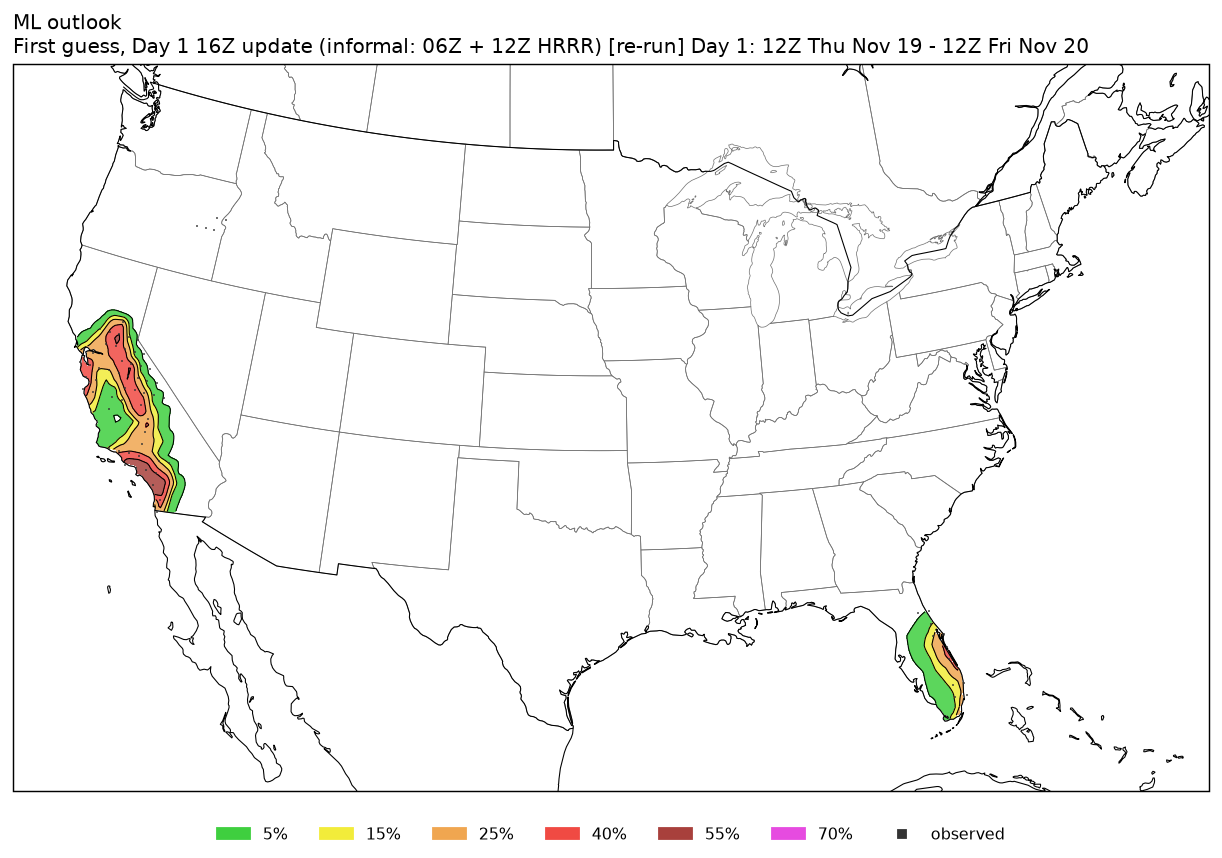 ML outlook
First guess, Day 1 16Z update (informal: 06Z + 12Z HRRR) [re-run] Day 1: 12Z Thu Nov 19 - 12Z Fri Nov 20
5% 15% 25% 40% 55% 70% observed